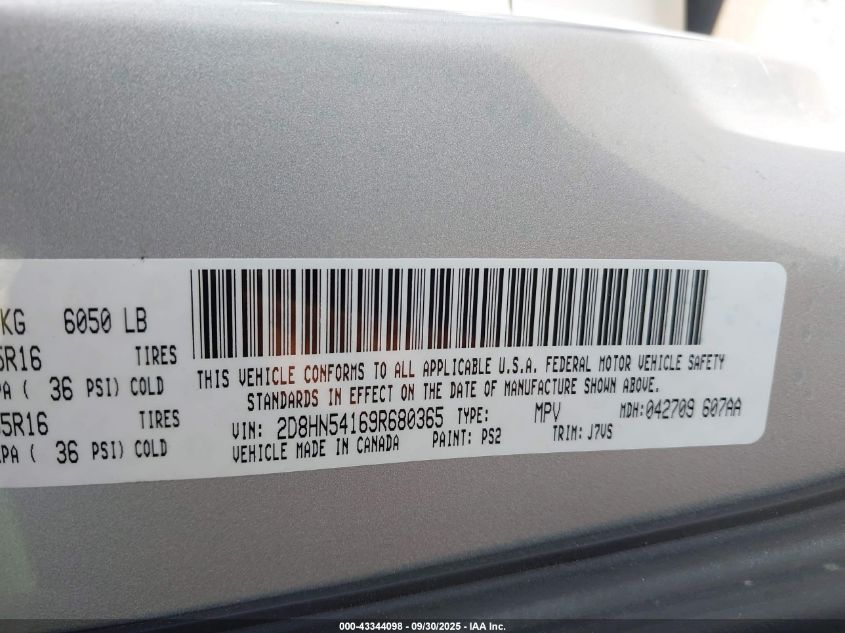 KG 6050 LB
5R16 TIRES
PA ( 36 PSI) COLD
5R16 TIRES
PA ( 36 PSI) COLD
THIS VEHICLE CONFORMS TO ALL APPLICABLE U.S.A. FEDERAL MOTOR VEHICLE SAFETY
STANDARDS IN EFFECT ON THE DATE OF MANUFACTURE SHOWN ABOVE.
VIN: 2D8HN54169R680365 TYPE: MPV MDH:042709 607AA
VEHICLE MADE IN CANADA PAINT: PS2 TRIM: J7VS
000-43344098 - 09/30/2025 - IAA Inc.